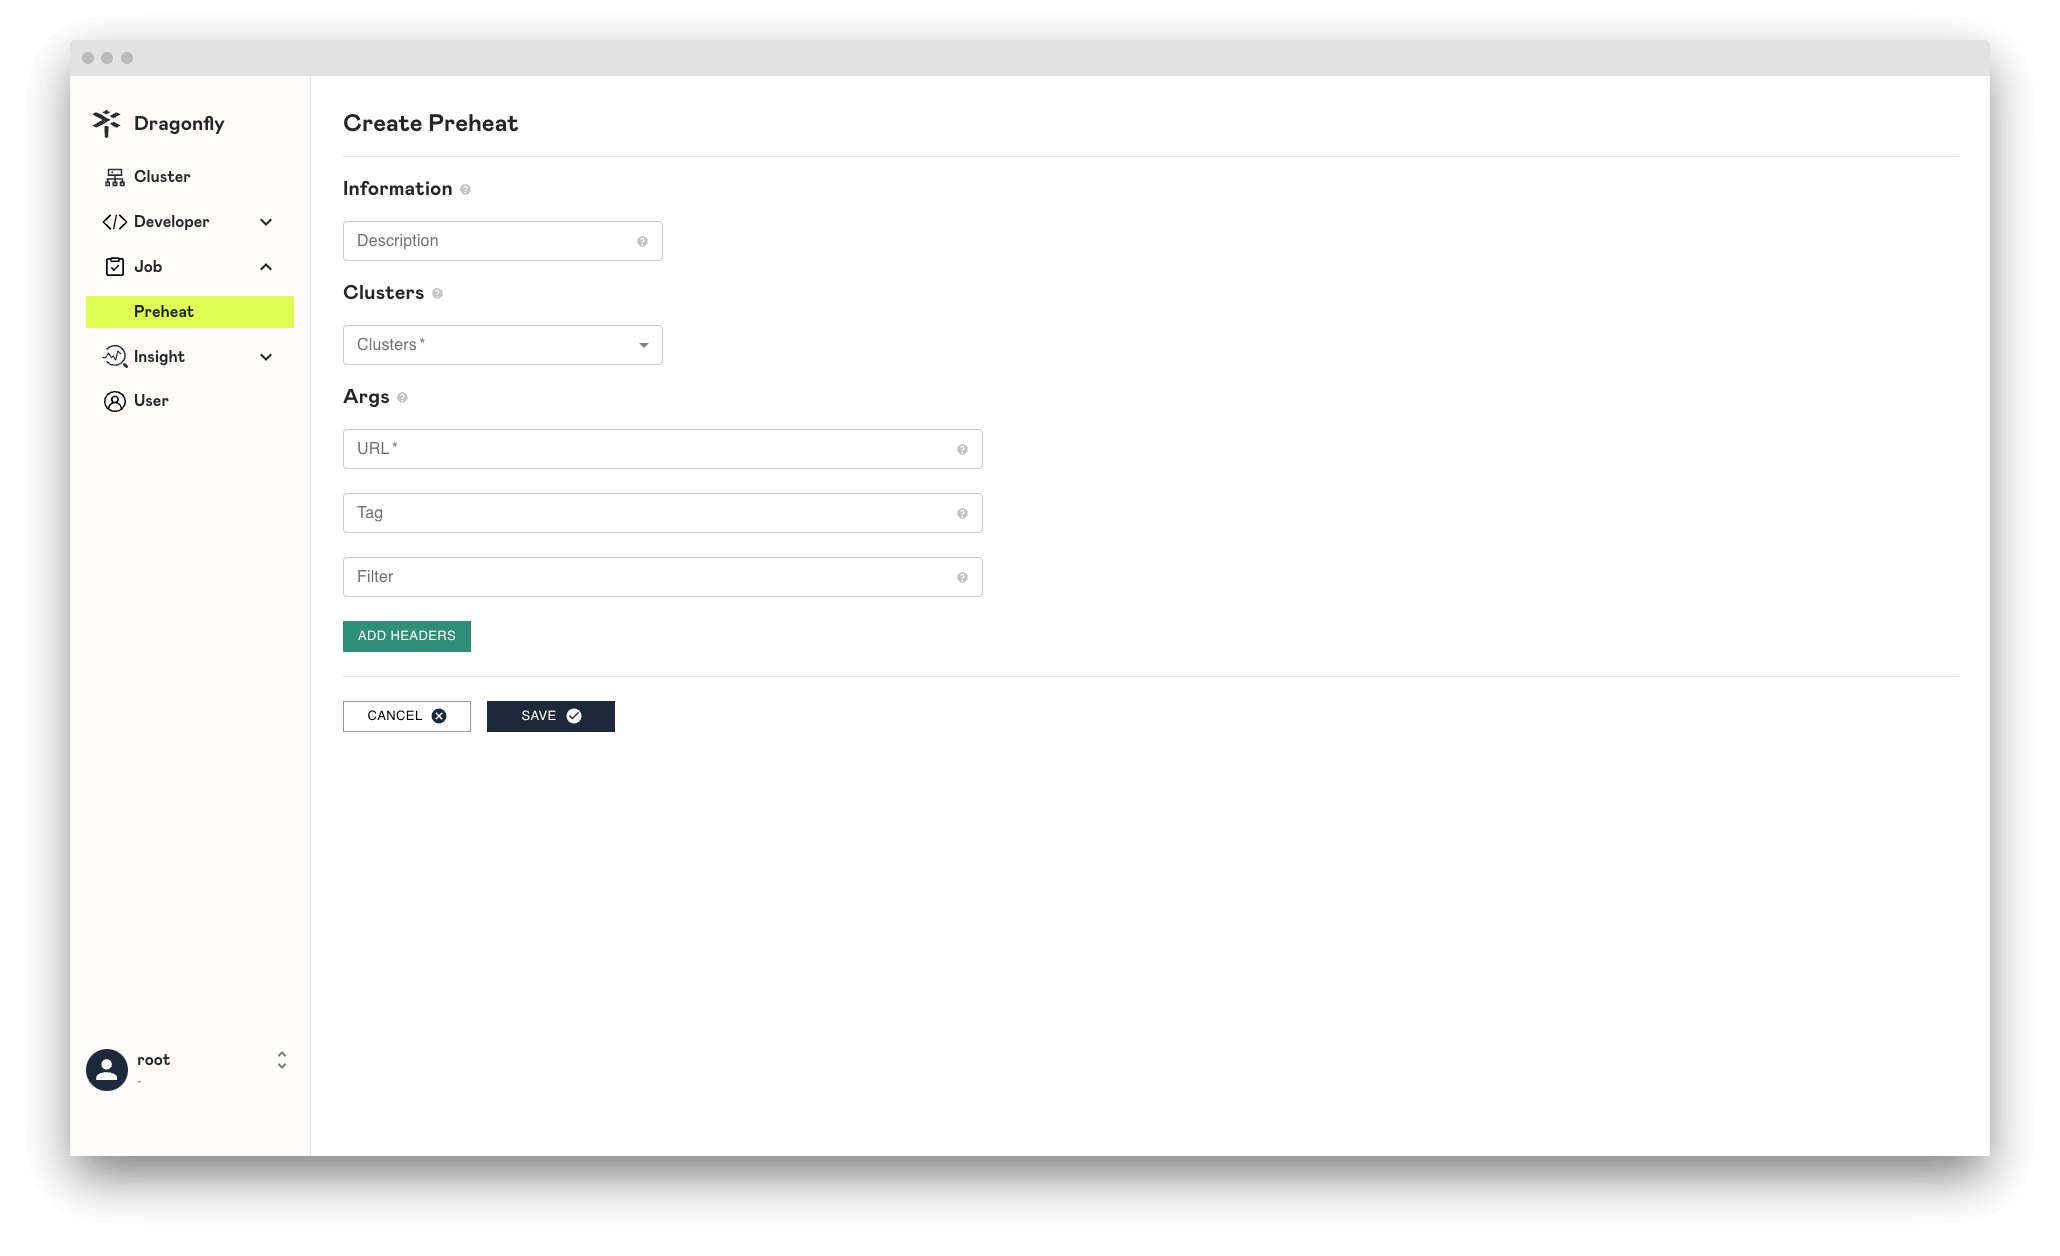 Dragonfly
Cluster
Developer
Job
Preheat
Insight
User
root
-
Create Preheat
Information
Description
Clusters
Clusters *
Args
URL *
Tag
Filter
ADD HEADERS
CANCEL
SAVE